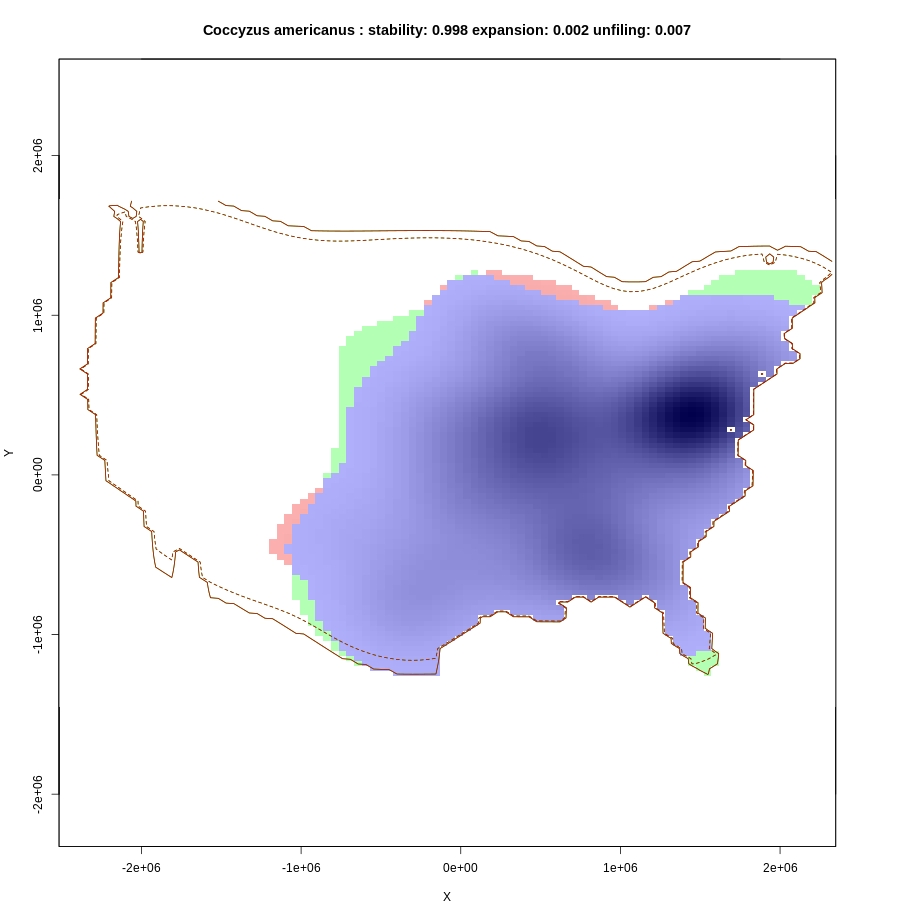 Coccyzus americanus : stability: 0.998 expansion: 0.002 unfiling: 0.007
2e+06
1e+06
0e+00
-1e+06
-2e+06
Y
-2e+06 -1e+06 0e+00 1e+06 2e+06
X